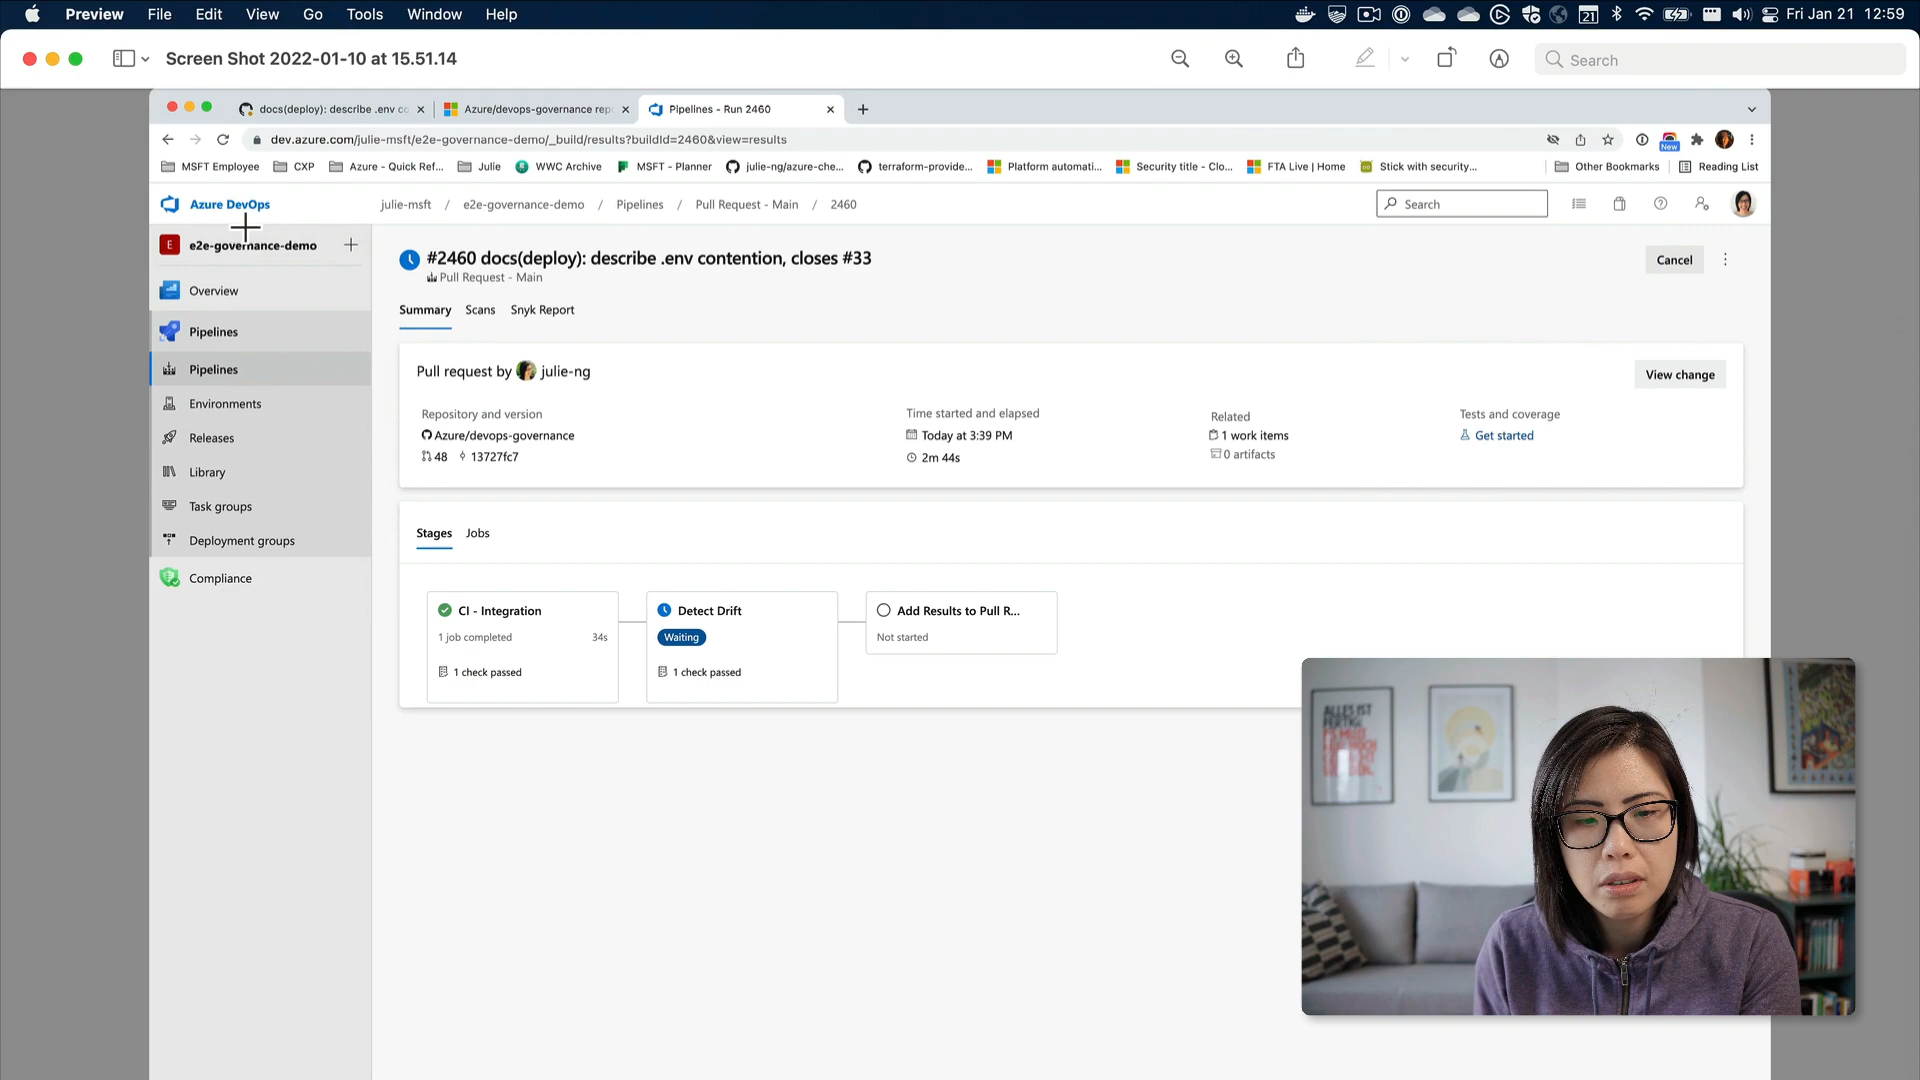 Preview File Edit View Go Tools Window Help
21
Fri Jan 21 12:59
Screen Shot 2022-01-10 at 15.51.14
Search
docs(deploy): describe .env co
Azure/devops-governance rep
Pipelines - Run 2460
dev.azure.com/julie-msft/e2e-governance-demo/_build/results?buildId=2460&view=results
New
MSFT Employee
CXP
Azure - Quick Ref...
Julie
WWC Archive
MSFT - Planner
julie-ng/azure-che...
terraform-provide...
Platform automati...
Security title - Clo...
FTA Live | Home
Stick with security...
Other Bookmarks
Reading List
Azure DevOps
julie-msft / e2e-governance-demo / Pipelines / Pull Request - Main / 2460
Search
E e2e-governance-demo
Overview
Pipelines
Pipelines
Environments
Releases
Library
Task groups
Deployment groups
Compliance
#2460 docs(deploy): describe .env contention, closes #33
Pull Request - Main
Cancel
Summary Scans Snyk Report
Pull request by julie-ng
View change
Repository and version
Azure/devops-governance
48 13727fc7
Time started and elapsed
Today at 3:39 PM
2m 44s
Related
1 work items
0 artifacts
Tests and coverage
Get started
Stages Jobs
CI - Integration
1 job completed 34s
1 check passed
Detect Drift
Waiting
1 check passed
Add Results to Pull R...
Not started
ALLES IST
FERTIG